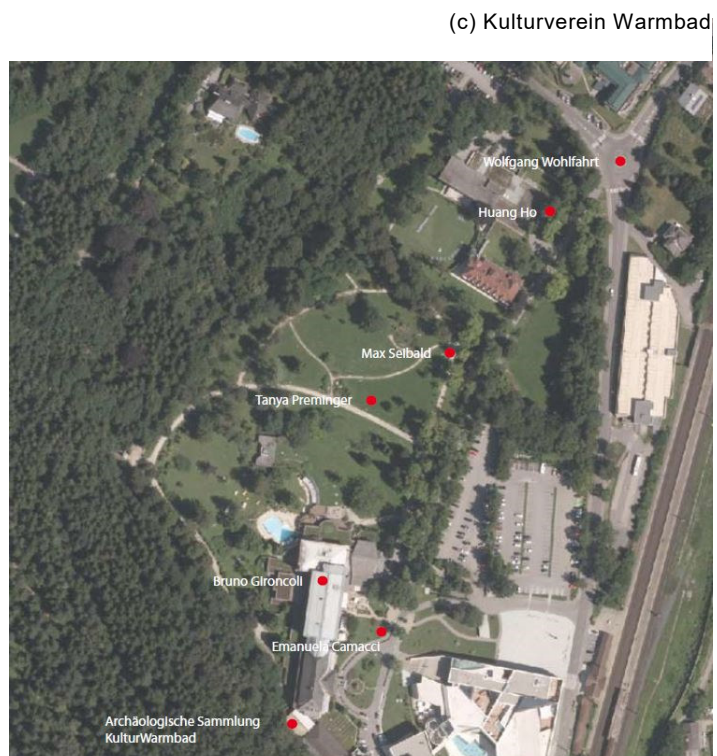 (c) Kulturverein Warmbad
Wolfgang Wohlfahrt
Huang Ho
Max Seibald
Tanya Preminger
Bruno Gironcoli
Emanuela Camacci
Archäologische Sammlung
KulturWarmbad